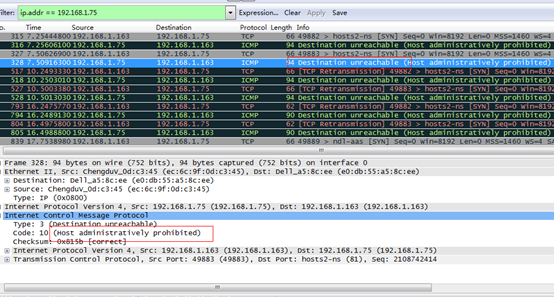 Filter: ip.addr == 192.168.1.75 Expression... Clear Apply Save
No. Time Source Destination Protocol Length Info
315 7.25444800 192.168.1.163 192.168.1.75 TCP 66 49882 > hosts2-ns [SYN] Seq=0 Win=8192 Len=0 MSS=1460 WS=4
316 7.25606100 192.168.1.75 192.168.1.163 ICMP 94 Destination unreachable (Host administratively prohibited)
327 7.50626900 192.168.1.163 192.168.1.75 TCP 66 49883 > hosts2-ns [SYN] Seq=0 Win=8192 Len=0 MSS=1460 WS=4
328 7.50916300 192.168.1.75 192.168.1.163 ICMP 94 Destination unreachable (Host administratively prohibited)
517 10.2493310 192.168.1.163 192.168.1.75 TCP 66 [TCP Retransmission] 49882 > hosts2-ns [SYN] Seq=0 Win=8192
518 10.2503010 192.168.1.75 192.168.1.163 ICMP 94 Destination unreachable (Host administratively prohibited)
527 10.5003380 192.168.1.163 192.168.1.75 TCP 66 [TCP Retransmission] 49883 > hosts2-ns [SYN] Seq=0 Win=8192
528 10.5013030 192.168.1.75 192.168.1.163 ICMP 94 Destination unreachable (Host administratively prohibited)
793 16.2475770 192.168.1.163 192.168.1.75 TCP 62 [TCP Retransmission] 49882 > hosts2-ns [SYN] Seq=0 Win=8192
794 16.2489130 192.168.1.75 192.168.1.163 ICMP 90 Destination unreachable (Host administratively prohibited)
804 16.4975800 192.168.1.163 192.168.1.75 TCP 62 [TCP Retransmission] 49883 > hosts2-ns [SYN] Seq=0 Win=8192
805 16.4988800 192.168.1.75 192.168.1.163 ICMP 90 Destination unreachable (Host administratively prohibited)
839 17.7538980 192.168.1.163 192.168.1.75 TCP 66 49889 > ndl-aas [SYN] Seq=0 Win=8192 Len=0 MSS=1460 WS=4
Frame 328: 94 bytes on wire (752 bits), 94 bytes captured (752 bits) on interface 0
Ethernet II, Src: Chengduv_0d:c3:45 (ec:6c:9f:0d:c3:45), Dst: Dell_a5:8c:ee (e0:db:55:a5:8c:ee)
Destination: Dell_a5:8c:ee (e0:db:55:a5:8c:ee)
Source: Chengduv_0d:c3:45 (ec:6c:9f:0d:c3:45)
Type: IP (0x0800)
Internet Protocol Version 4, Src: 192.168.1.75 (192.168.1.75), Dst: 192.168.1.163 (192.168.1.163)
Internet Control Message Protocol
Type: 3 (Destination unreachable)
Code: 10 (Host administratively prohibited)
Checksum: 0x815b [correct]
Internet Protocol Version 4, Src: 192.168.1.163 (192.168.1.163), Dst: 192.168.1.75 (192.168.1.75)
Transmission Control Protocol, Src Port: 49883 (49883), Dst Port: hosts2-ns (81), Seq: 2108742414